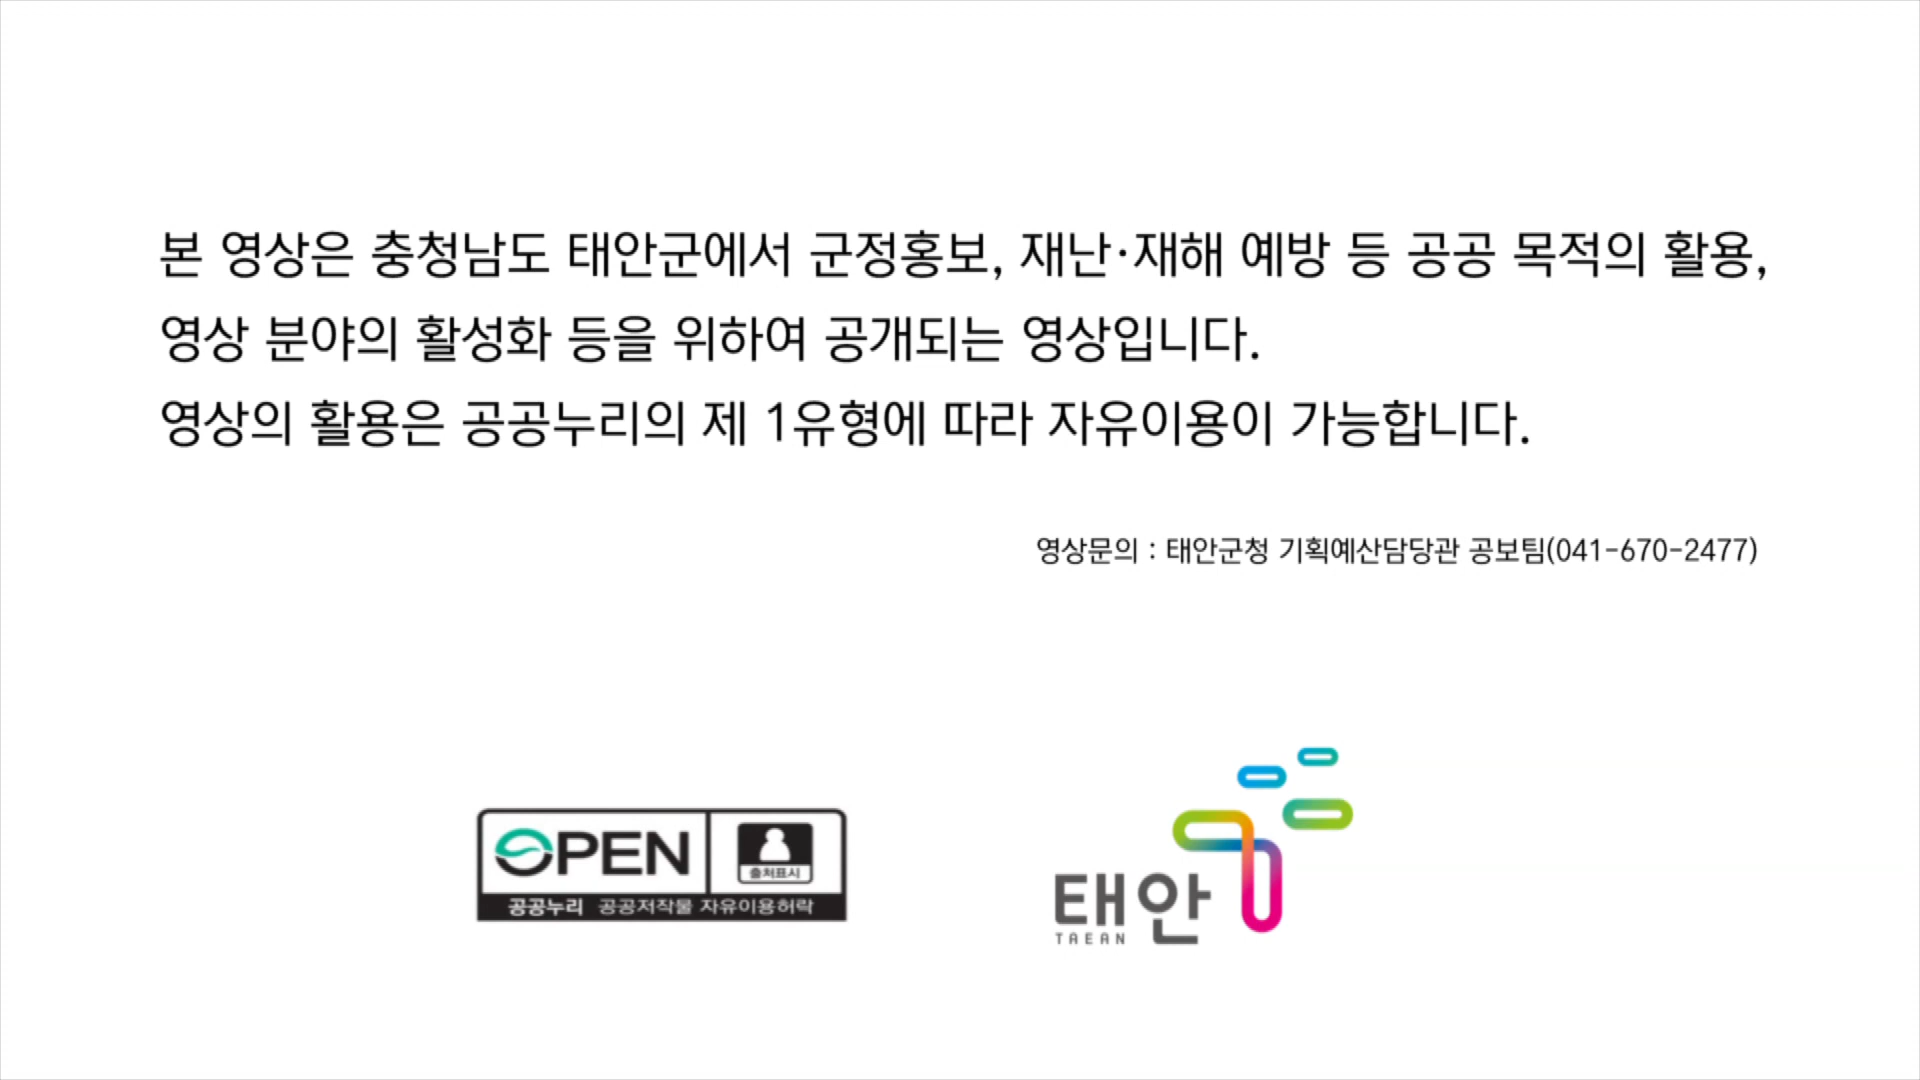 본 영상은 충청남도 태안군에서 군정홍보, 재난·재해 예방 등 공공 목적의 활용,
영상 분야의 활성화 등을 위하여 공개되는 영상입니다.
영상의 활용은 공공누리의 제 1유형에 따라 자유이용이 가능합니다.
영상문의 : 태안군청 기획예산담당관 공보팀(041-670-2477)
OPEN
출처표시
공공누리 공공저작물 자유이용허락
태안
TAEAN